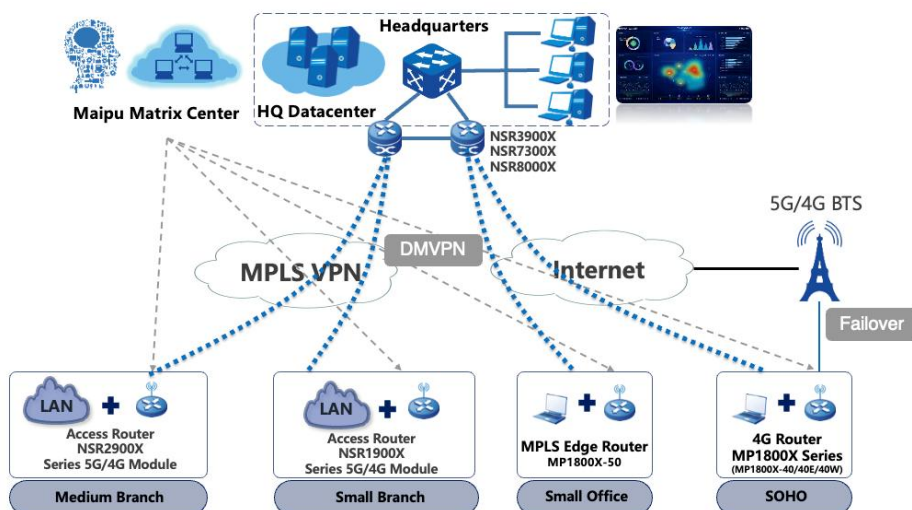 Headquarters
Maipu Matrix Center
HQ Datacenter
NSR3900X
NSR7300X
NSR8000X
5G/4G BTS
MPLS VPN
DMVPN
Internet
Failover
LAN
Access Router
NSR2900X
Series 5G/4G Module
Medium Branch
LAN
Access Router
NSR1900X
Series 5G/4G Module
Small Branch
MPLS Edge Router
MP1800X-50
Small Office
4G Router
MP1800X Series
(MP1800X-40/40E/40W)
SOHO